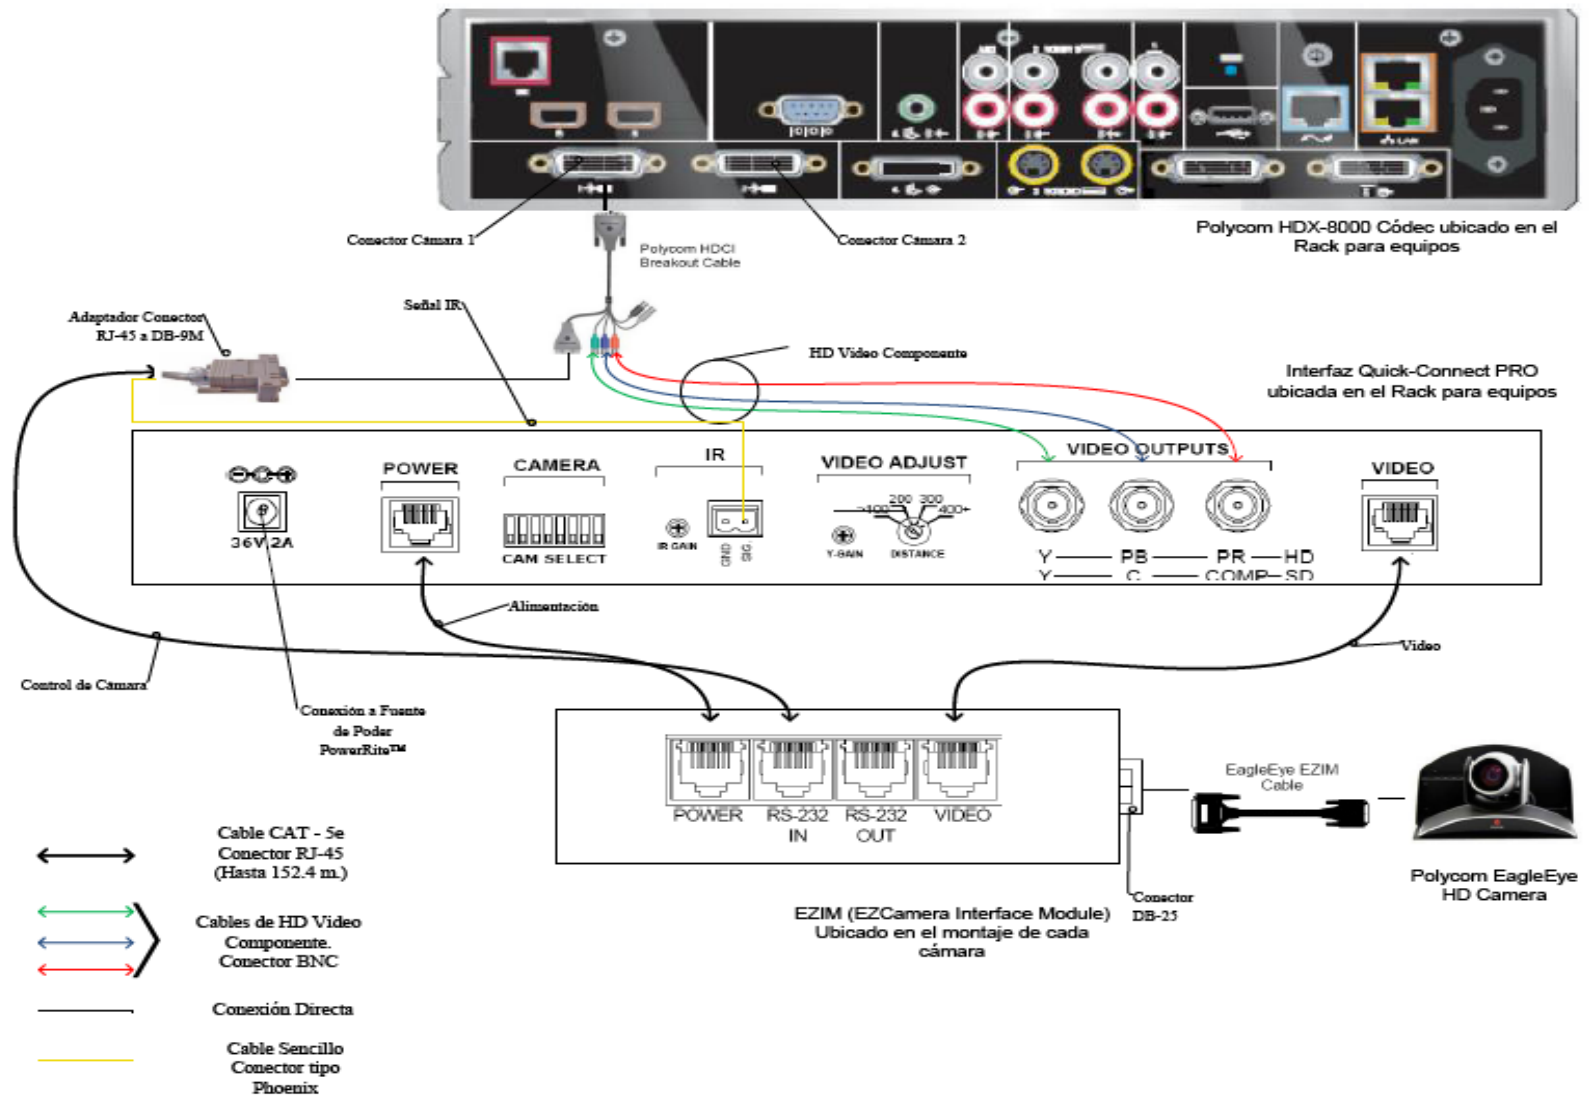 LAN
Conector Cámara 1
Conector Cámara 2
Polycom HDX-8000 Códec ubicado en el
Rack para equipos
Polycom HDCI
Breakout Cable
Señal IR
Adaptador Conector
RJ-45 a DB-9M
HD Video Componente
Interfaz Quick-Connect PRO
ubicada en el Rack para equipos
POWER
CAMERA
IR
VIDEO ADJUST
VIDEO OUTPUTS
VIDEO
36V 2A
CAM SELECT
IR GAIN
GND
SIG.
Y-GAIN
>100
200
300
400+
DISTANCE
Y PB PR HD
Y C COMP SD
Alimentación
Video
Control de Cámara
Conexión a Fuente
de Poder
PowerRite™
POWER
RS-232
IN
RS-232
OUT
VIDEO
EagleEye EZIM
Cable
Conector
DB-25
Polycom EagleEye
HD Camera
EZIM (EZCamera Interface Module)
Ubicado en el montaje de cada
cámara
Cable CAT - 5e
Conector RJ-45
(Hasta 152.4 m.)
Cables de HD Video
Componente.
Conector BNC
Conexión Directa
Cable Sencillo
Conector tipo
Phoenix